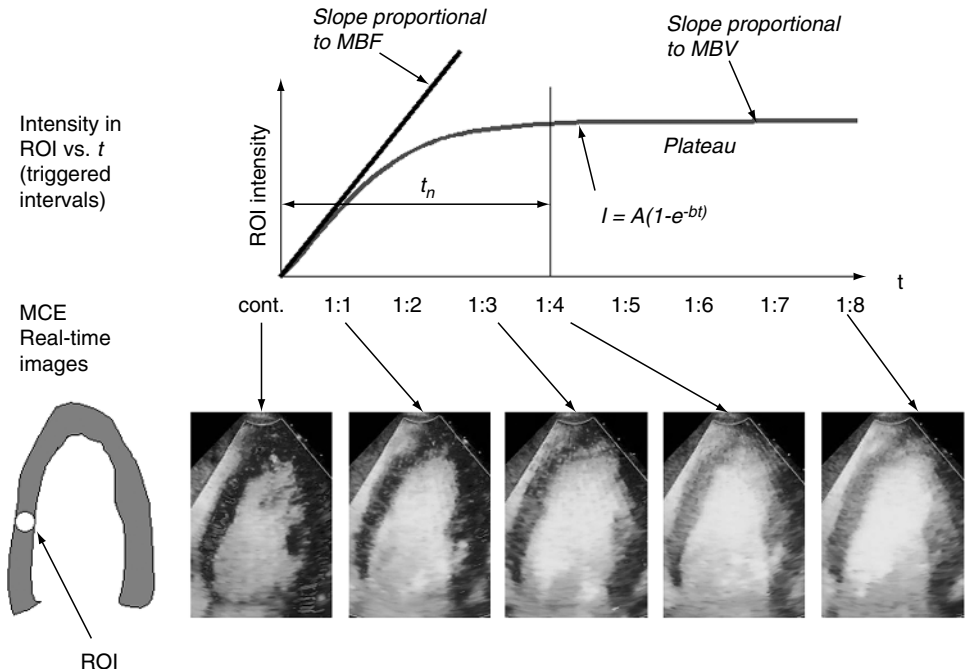 Slope proportional
to MBF
Slope proportional
to MBV
Intensity in
ROI vs. t
(triggered
intervals)
ROI intensity
Plateau
tn
I = A(1-e-bt)
t
MCE
Real-time
images
cont. 1:1 1:2 1:3 1:4 1:5 1:6 1:7 1:8
ROI